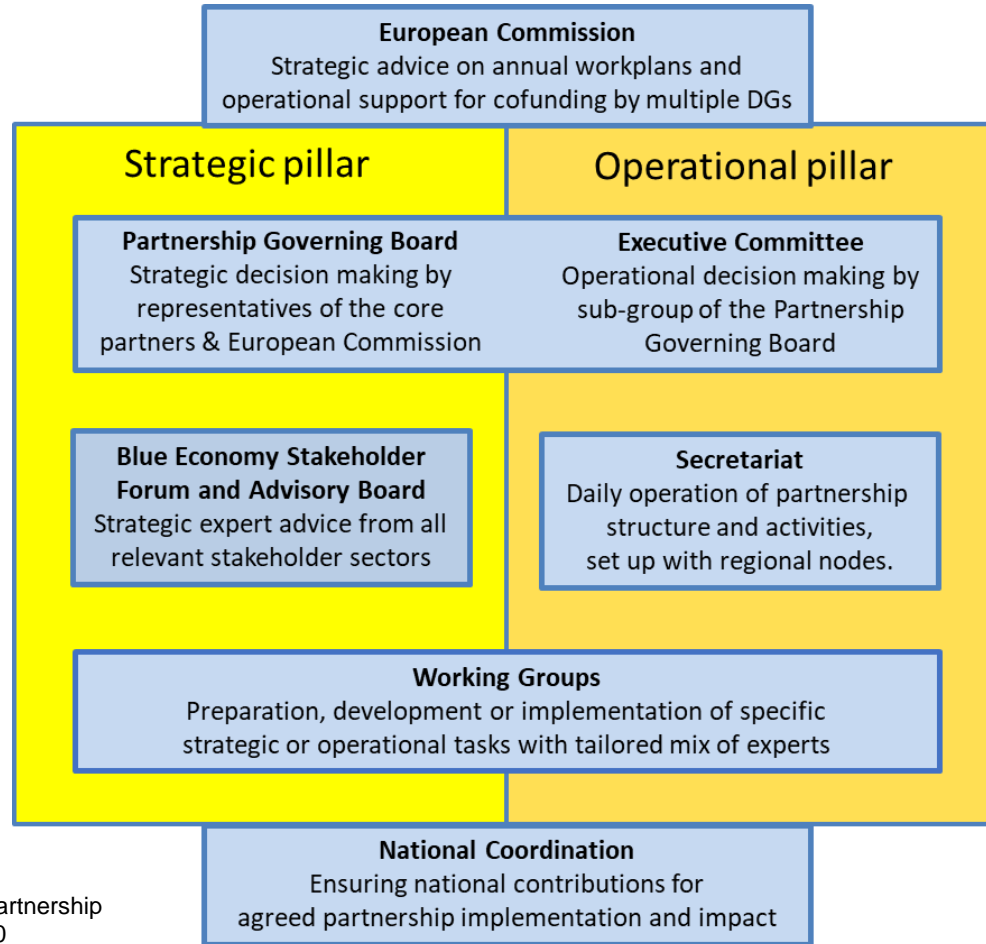 European Commission
Strategic advice on annual workplans and
operational support for cofunding by multiple DGs
Strategic pillar
Operational pillar
Partnership Governing Board
Strategic decision making by
representatives of the core
partners & European Commission
Executive Committee
Operational decision making by
sub-group of the Partnership
Governing Board
Blue Economy Stakeholder
Forum and Advisory Board
Strategic expert advice from all
relevant stakeholder sectors
Secretariat
Daily operation of partnership
structure and activities,
set up with regional nodes.
Working Groups
Preparation, development or implementation of specific
strategic or operational tasks with tailored mix of experts
National Coordination
Ensuring national contributions for
agreed partnership implementation and impact